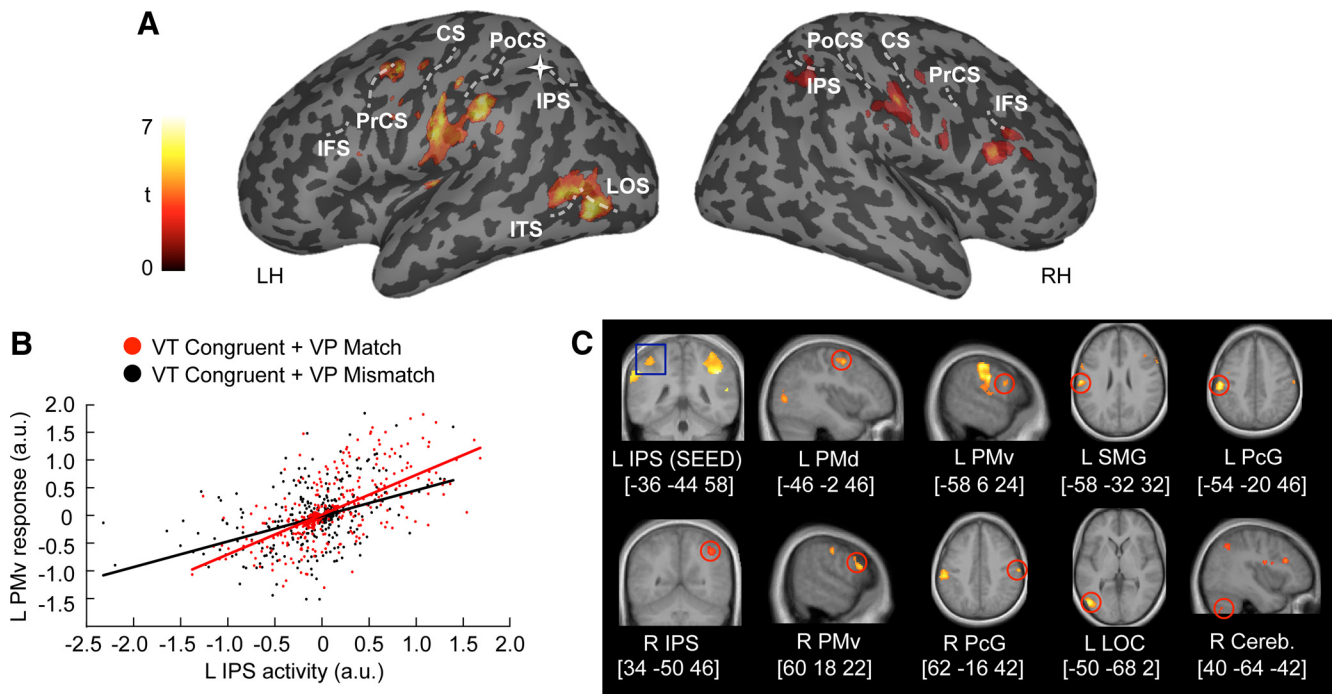 A
CS
PoCS
IPS
PrCS
IFS
LOS
ITS
7
t
0
LH
PoCS
CS
IPS
PrCS
IFS
RH
B
VT Congruent + VP Match
VT Congruent + VP Mismatch
L PMv response (a.u.)
2.0
1.5
1.0
0.5
0
-0.5
-1.0
-1.5
-2.5 -2.0 -1.5 -1.0 -0.5 0 0.5 1.0 1.5 2.0
L IPS activity (a.u.)
C
L IPS (SEED) L PMd L PMv L SMG L PcG
[-36 -44 58] [-46 -2 46] [-58 6 24] [-58 -32 32] [-54 -20 46]
R IPS R PMv R PcG L LOC R Cereb.
[34 -50 46] [60 18 22] [62 -16 42] [-50 -68 2] [40 -64 -42]